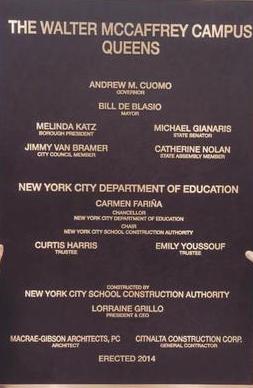 THE WALTER MCCAFFREY CAMPUS
QUEENS
ANDREW M. CUOMO
GOVERNOR
BILL DE BLASIO
MAYOR
MELINDA KATZ
BOROUGH PRESIDENT
MICHAEL GIANARIS
STATE SENATOR
JIMMY VAN BRAMER
CITY COUNCIL MEMBER
CATHERINE NOLAN
STATE ASSEMBLY MEMBER
NEW YORK CITY DEPARTMENT OF EDUCATION
CARMEN FARIÑA
CHANCELLOR
NEW YORK CITY DEPARTMENT OF EDUCATION
CHAIR
NEW YORK CITY SCHOOL CONSTRUCTION AUTHORITY
CURTIS HARRIS
TRUSTEE
EMILY YOUSSOUF
TRUSTEE
CONSTRUCTED BY
NEW YORK CITY SCHOOL CONSTRUCTION AUTHORITY
LORRAINE GRILLO
PRESIDENT & CEO
MACRAE-GIBSON ARCHITECTS, PC
ARCHITECT
CITNALTA CONSTRUCTION CORP.
GENERAL CONTRACTOR
ERECTED 2014